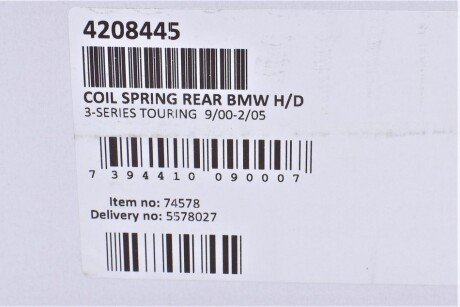 4208445
COIL SPRING REAR BMW H/D
3-SERIES TOURING 9/00-2/05
7 394410 090007
Item no: 74578
Delivery no: 5578027